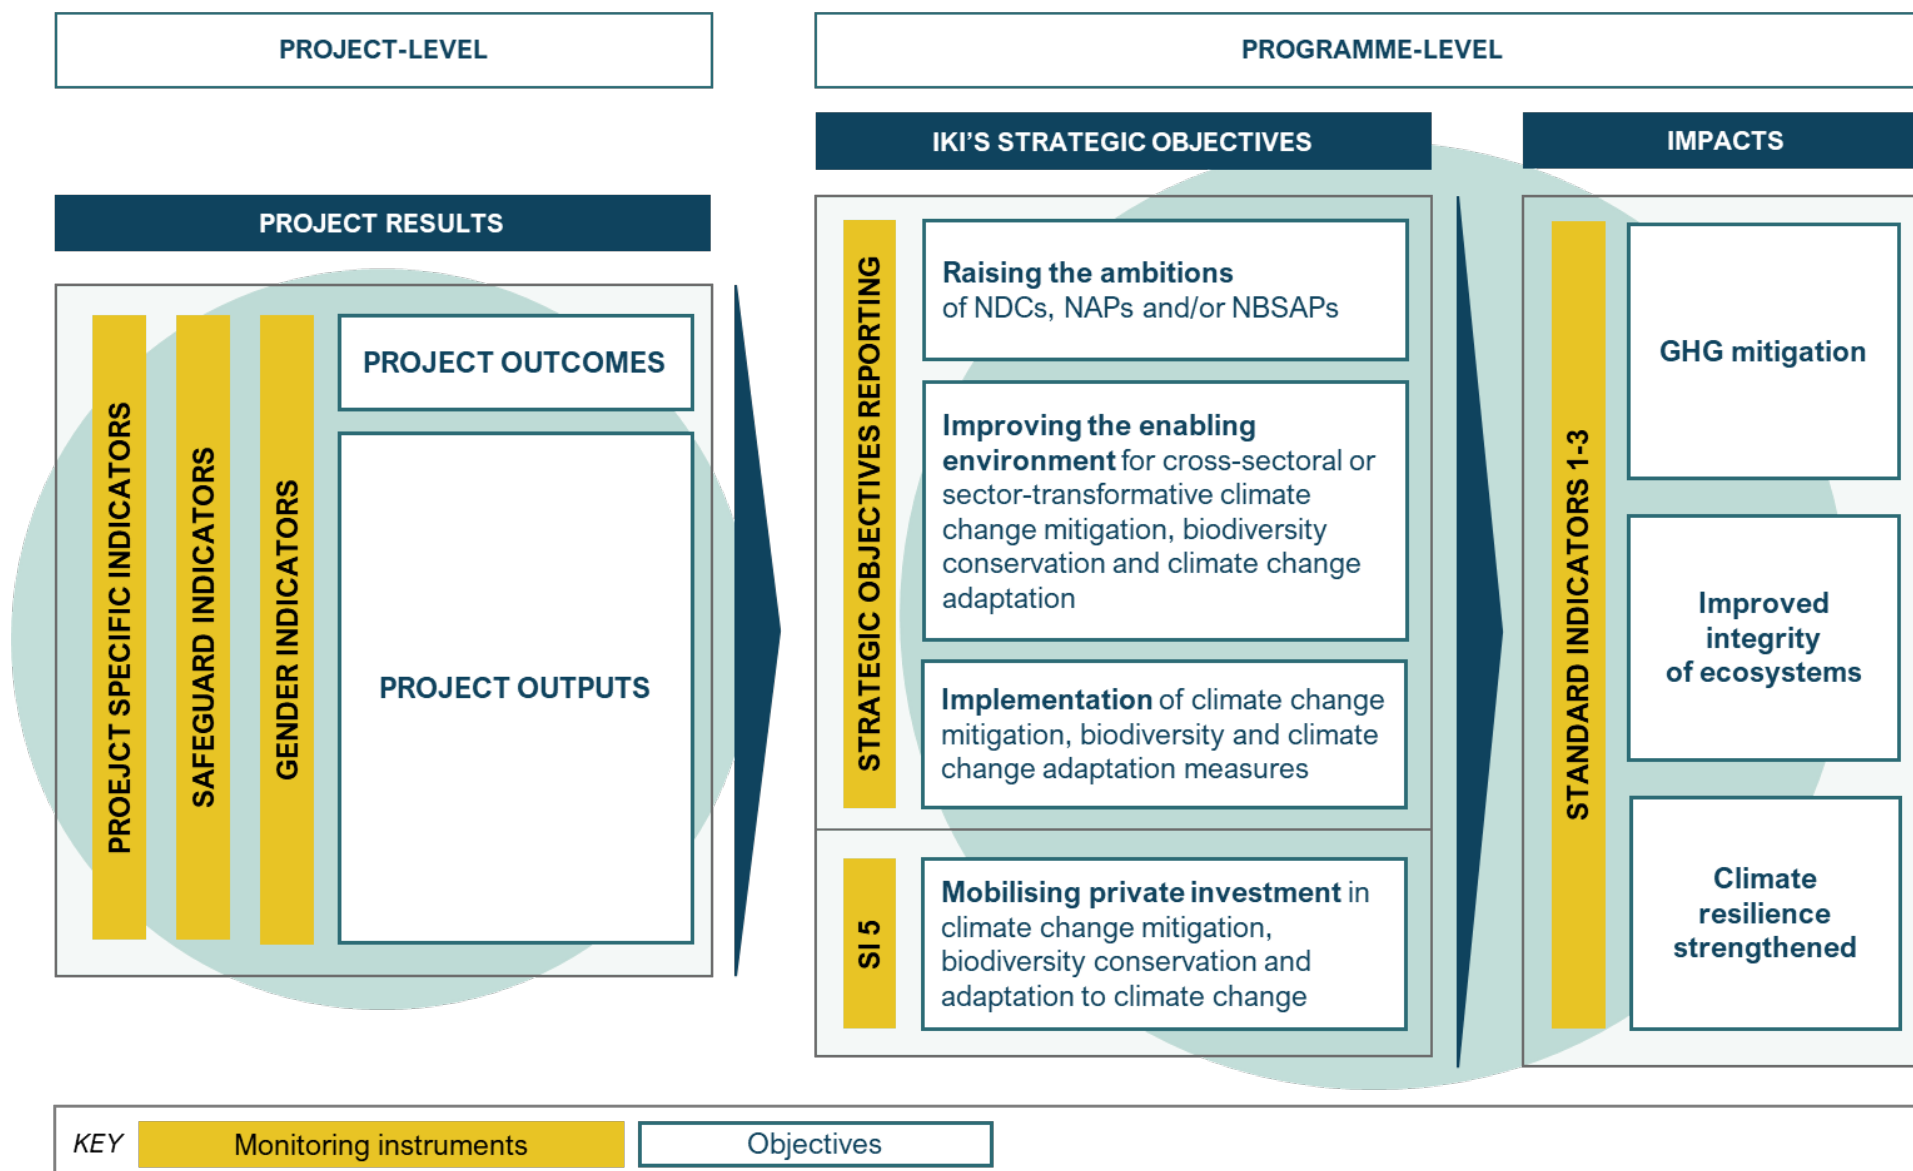 PROJECT-LEVEL
PROGRAMME-LEVEL
PROJECT RESULTS
PROEJCT SPECIFIC INDICATORS
SAFEGUARD INDICATORS
GENDER INDICATORS
PROJECT OUTCOMES
PROJECT OUTPUTS
IKI'S STRATEGIC OBJECTIVES
STRATEGIC OBJECTIVES REPORTING
Raising the ambitions
of NDCs, NAPs and/or NBSAPs
Improving the enabling
environment for cross-sectoral or
sector-transformative climate
change mitigation, biodiversity
conservation and climate change
adaptation
Implementation of climate change
mitigation, biodiversity and climate
change adaptation measures
SI 5
Mobilising private investment in
climate change mitigation,
biodiversity conservation and
adaptation to climate change
IMPACTS
STANDARD INDICATORS 1-3
GHG mitigation
Improved
integrity
of ecosystems
Climate
resilience
strengthened
KEY
Monitoring instruments
Objectives